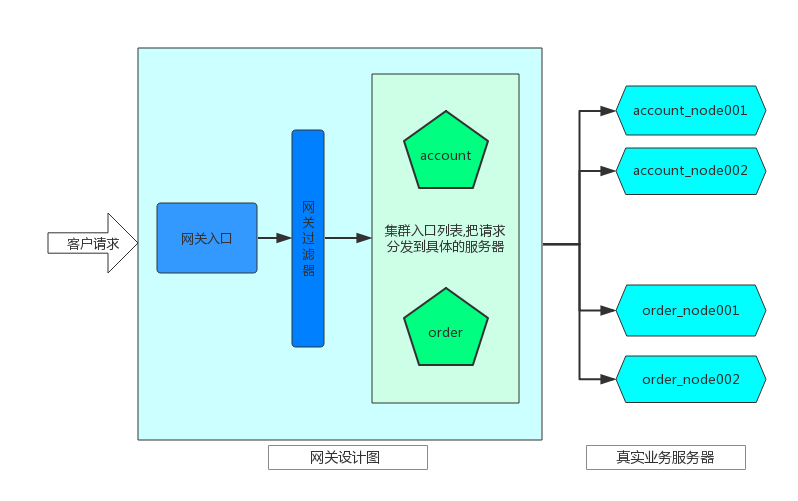 客户请求
网关入口
网
关
过
滤
器
account
集群入口列表,把请求
分发到具体的服务器
order
account_node001
account_node002
order_node001
order_node002
网关设计图
真实业务服务器